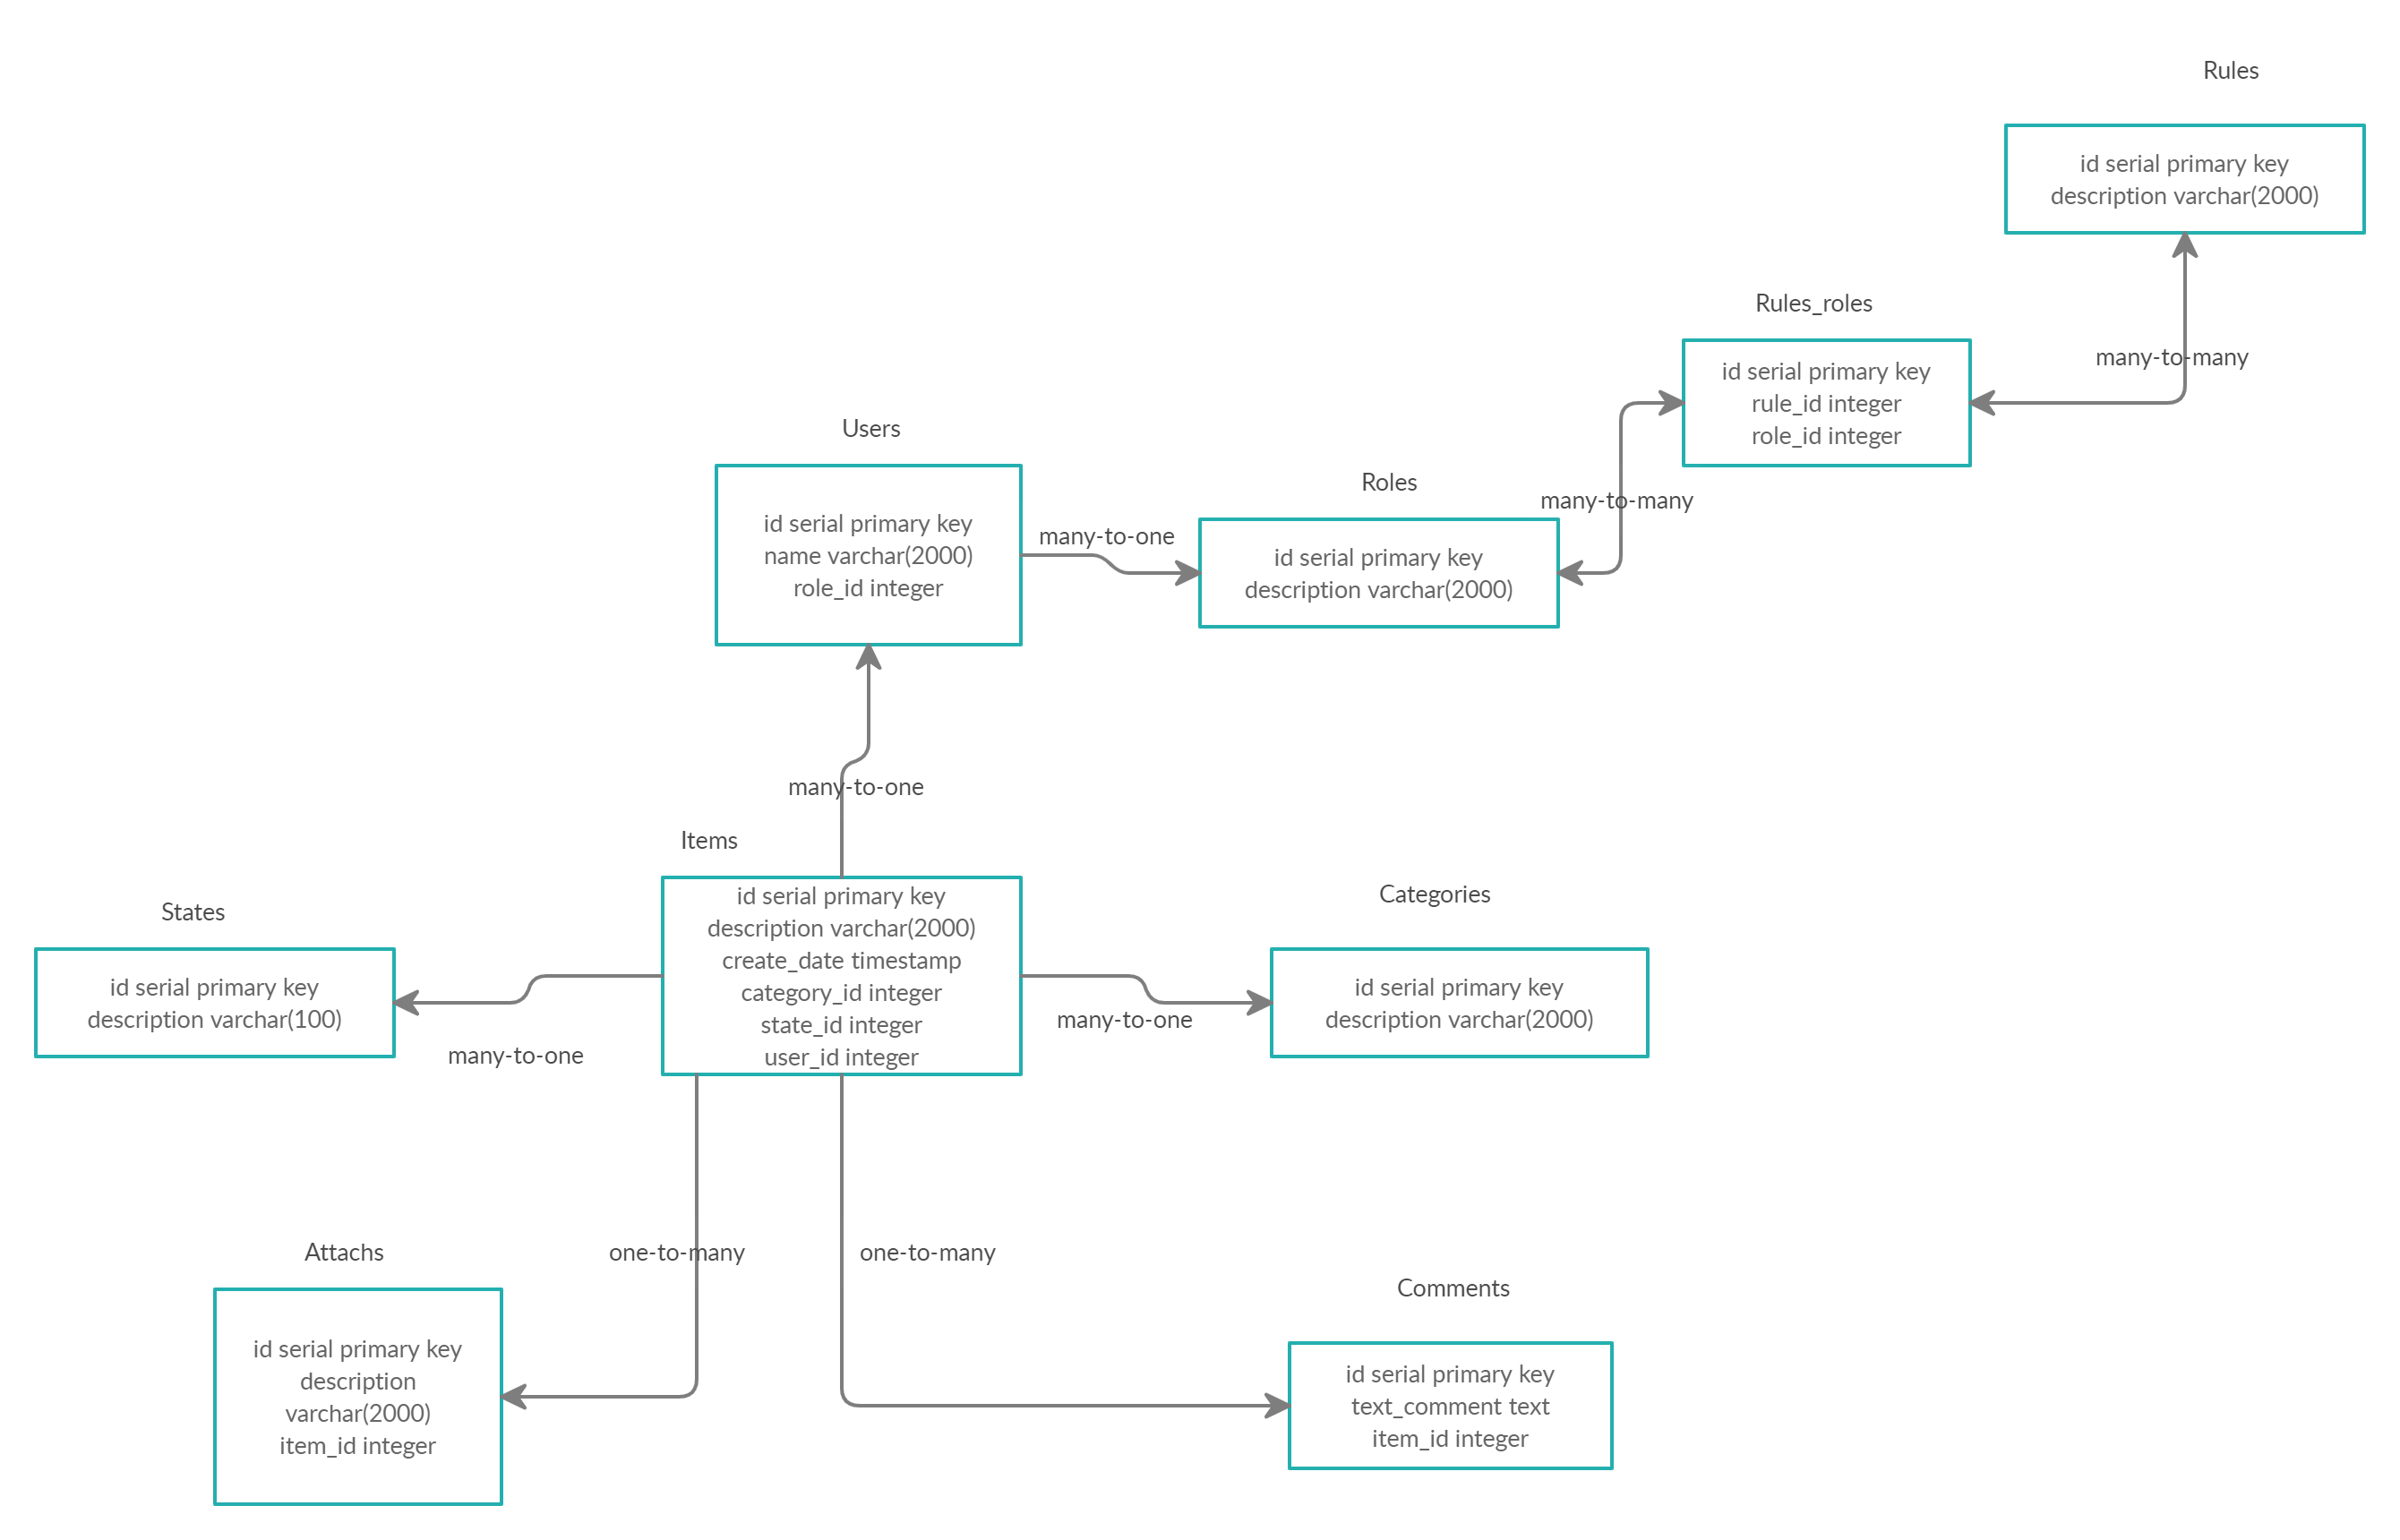 Rules
id serial primary key
description varchar(2000)
many-to-many
Rules_roles
id serial primary key
rule_id integer
role_id integer
many-to-many
Users
id serial primary key
name varchar(2000)
role_id integer
many-to-one
Roles
id serial primary key
description varchar(2000)
many-to-one
Items
id serial primary key
description varchar(2000)
create_date timestamp
category_id integer
state_id integer
user_id integer
States
id serial primary key
description varchar(100)
many-to-one
Categories
id serial primary key
description varchar(2000)
many-to-one
Attachs
id serial primary key
description
varchar(2000)
item_id integer
one-to-many
one-to-many
Comments
id serial primary key
text_comment text
item_id integer